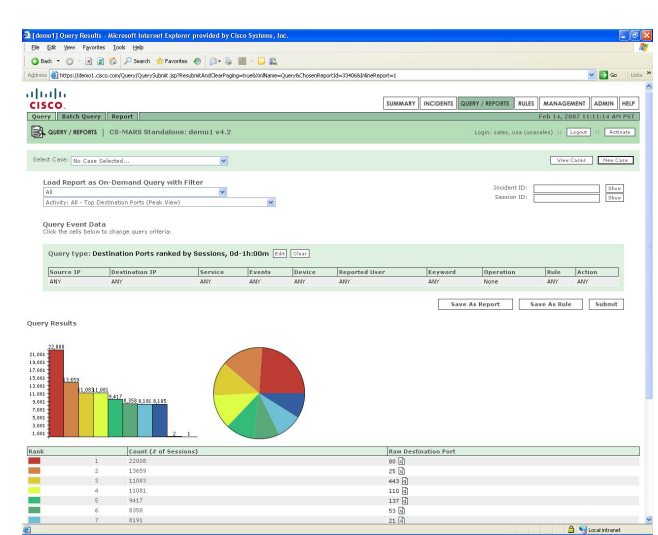 [demo1] Query Results - Microsoft Internet Explorer provided by Cisco Systems, Inc.
File Edit View Favorites Tools Help
Back Search Favorites
Address https://demo1.cisco.com/Query/QuerySubmit.jsp?ResubmitAndClearPaging=true&XmlName=Query&ChosenReportId=33406&InlineReport=1 Go Links »
CISCO
SUMMARY INCIDENTS QUERY / REPORTS RULES MANAGEMENT ADMIN HELP
Query Batch Query Report Feb 14, 2007 11:11:14 AM PST
QUERY / REPORTS | CS-MARS Standalone: demo1 v4.2 Login: sales, usa (usasales) :: Logout :: Activate
Select Case: No Case Selected... View Cases New Case
Load Report as On-Demand Query with Filter
All Incident ID: Show
Activity: All - Top Destination Ports (Peak View) Session ID: Show
Query Event Data
Click the cells below to change query criteria:
Query type: Destination Ports ranked by Sessions, 0d-1h:00m Edit Clear
Source IP Destination IP Service Events Device Reported User Keyword Operation Rule Action
ANY ANY ANY ANY ANY ANY ANY None ANY ANY
Save As Report Save As Rule Submit
Query Results
22,008
21,001
19,001
17,001
15,001
13,659
13,001
11,083 11,081
11,001
9,417
9,001
8,358 8,191 8,185
7,001
5,001
3,001
1,001
2 1
Rank Count (# of Sessions) Raw Destination Port
1 22008 80
2 13659 25
3 11083 443
4 11081 110
5 9417 137
6 8358 53
7 8191 21
Local intranet